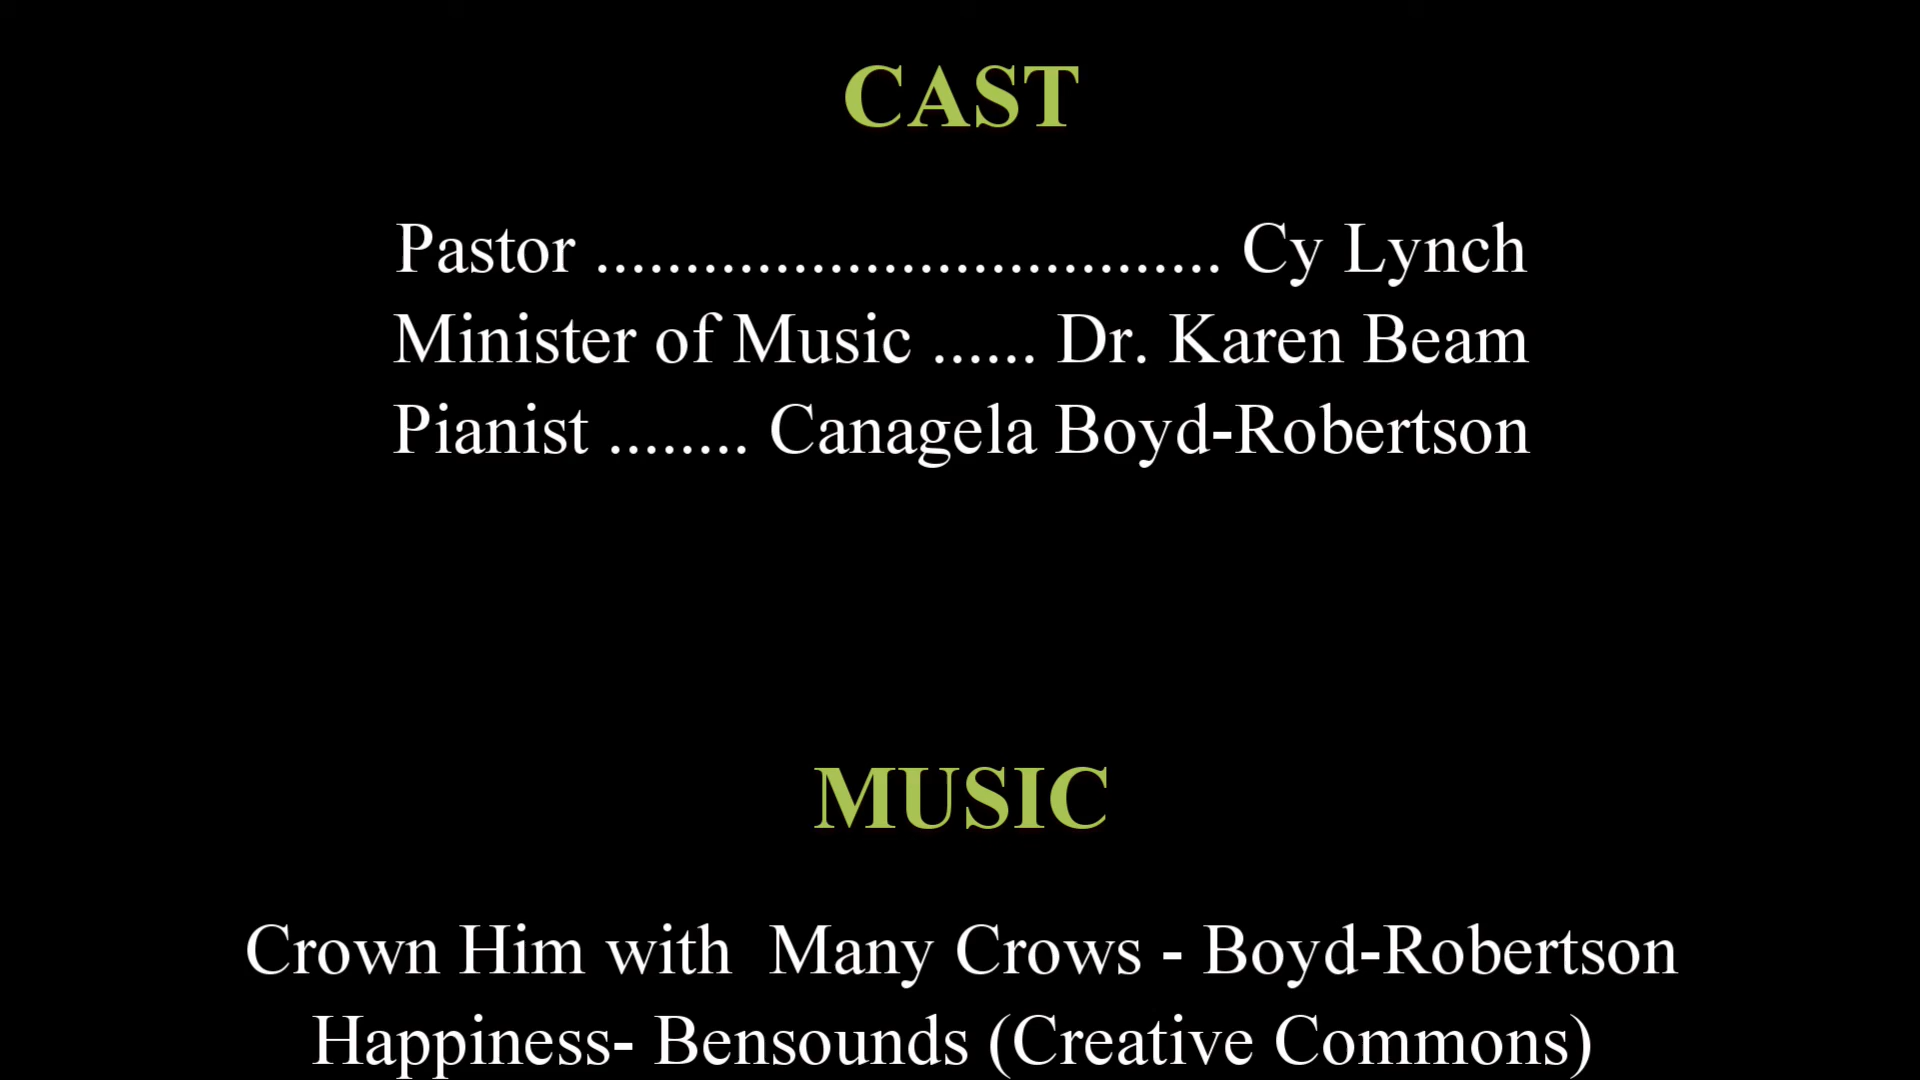 CAST
Pastor ................................... Cy Lynch
Minister of Music ...... Dr. Karen Beam
Pianist ........ Canagela Boyd-Robertson
MUSIC
Crown Him with  Many Crows - Boyd-Robertson
Happiness- Bensounds (Creative Commons)